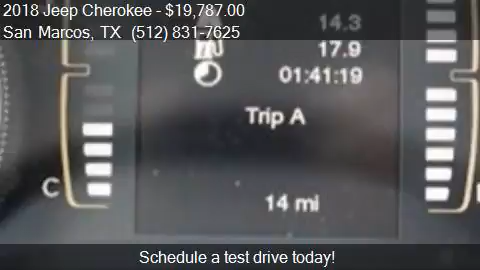 2018 Jeep Cherokee - $19,787.00
San Marcos, TX (512) 831-7625
14.3
17.9
01:41:19
Trip A
C
14 mi
Schedule a test drive today!